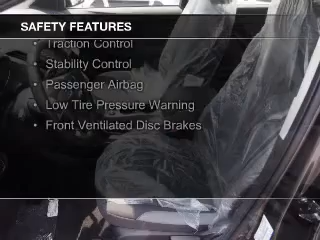 SAFETY FEATURES
• Traction Control
• Stability Control
• Passenger Airbag
• Low Tire Pressure Warning
• Front Ventilated Disc Brakes